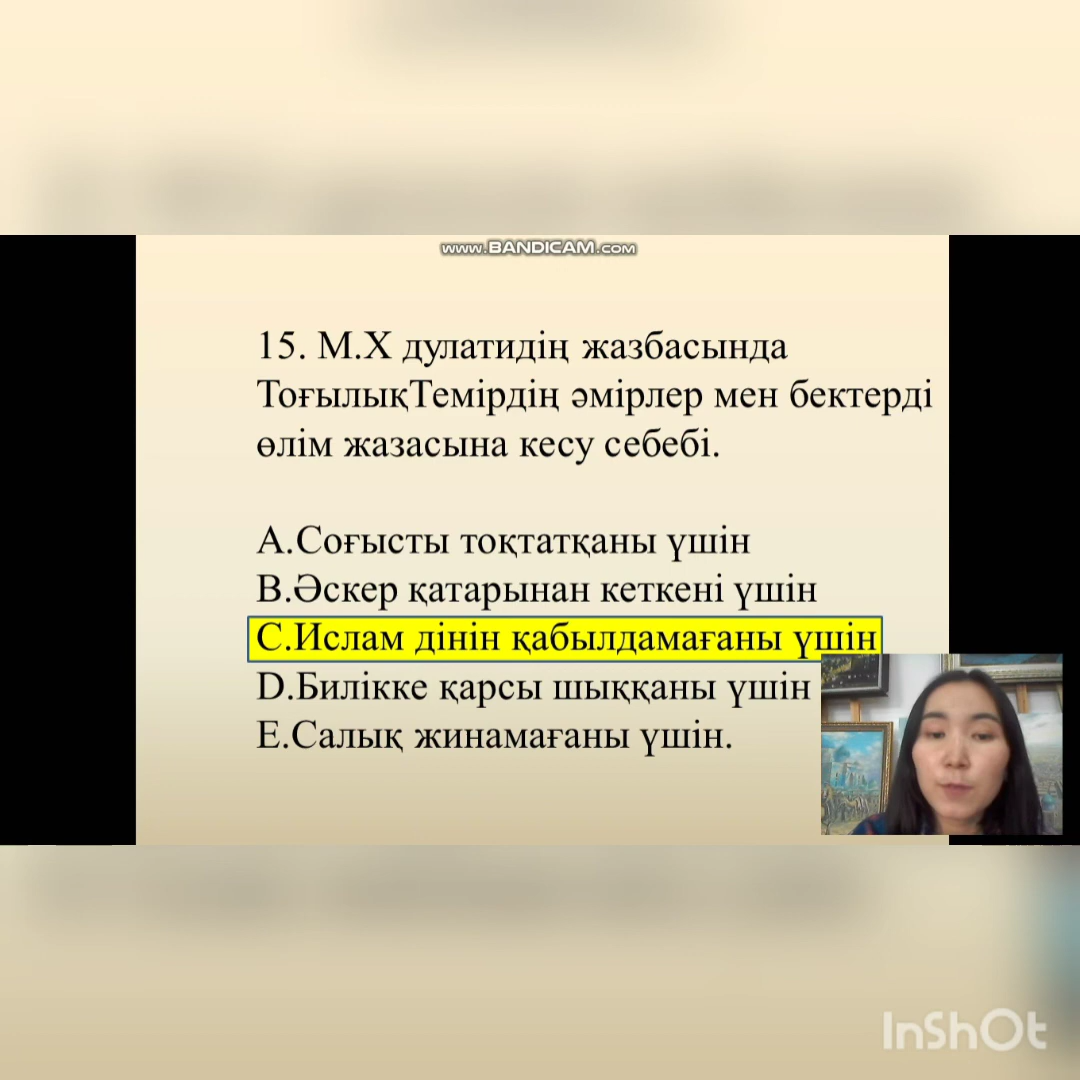 www.BANDICAM.com
15. М.Х дулатидің жазбасында
ТоғылықТемірдің әмірлер мен бектерді
өлім жазасына кесу себебі.
А.Соғысты тоқтатқаны үшін
В.Әскер қатарынан кеткені үшін
С.Ислам дінін қабылдамағаны үшін
D.Билікке қарсы шыққаны үшін
Е.Салық жинамағаны үшін.
InShOt